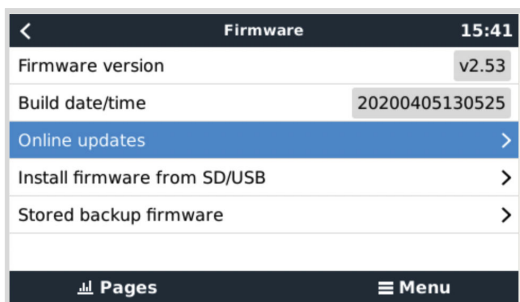 Firmware 15:41
Firmware version v2.53
Build date/time 20200405130525
Online updates
Install firmware from SD/USB
Stored backup firmware
Pages Menu